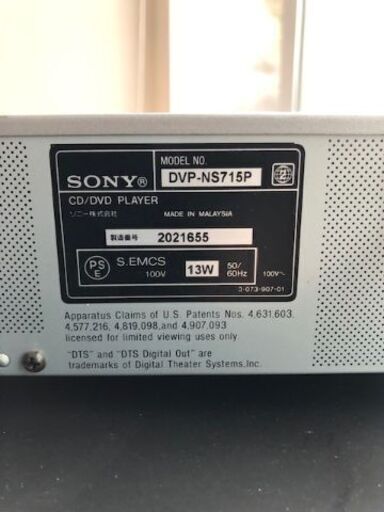 MODEL NO.
SONY® DVP-NS715P 2
CD/DVD PLAYER
ソニー株式会社 MADE IN MALAYSIA
製造番号 2021655
PS E S.EMCS 100V 13W 50/60Hz 100V~
3-073-907-01
Apparatus Claims of U.S. Patents Nos. 4,631,603,
4,577,216, 4,819,098, and 4,907,093
licensed for limited viewing uses only.
"DTS" and "DTS Digital Out" are
trademarks of Digital Theater Systems,Inc.